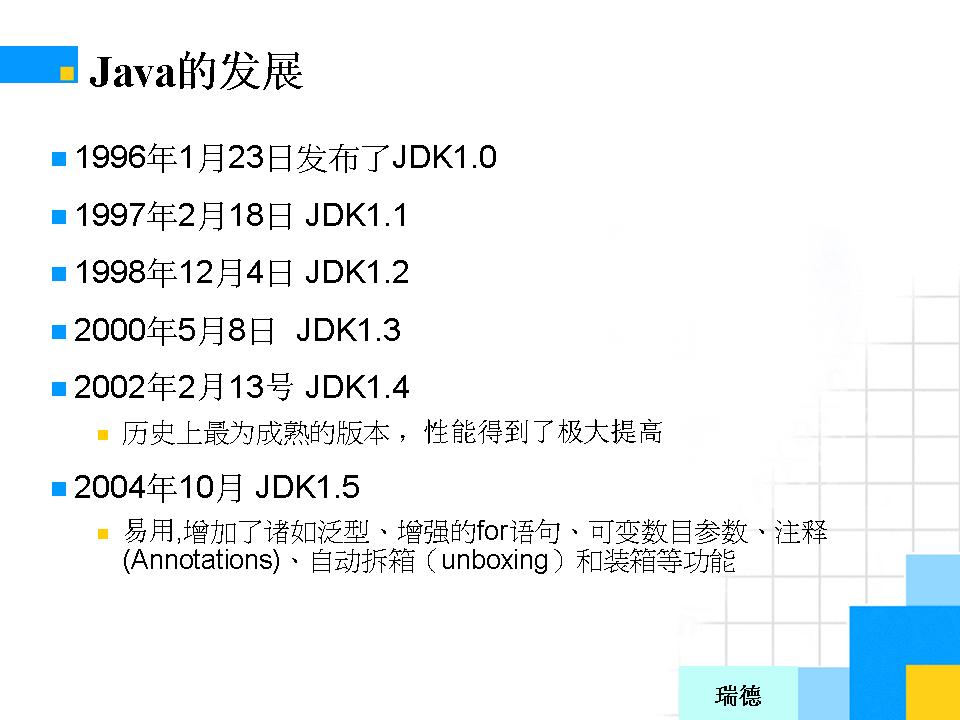 Java的发展
1996年1月23日发布了JDK1.0
1997年2月18日 JDK1.1
1998年12月4日 JDK1.2
2000年5月8日 JDK1.3
2002年2月13号 JDK1.4
历史上最为成熟的版本，性能得到了极大提高
2004年10月 JDK1.5
易用,增加了诸如泛型、增强的for语句、可变数目参数、注释
(Annotations)、自动拆箱（unboxing）和装箱等功能
瑞德